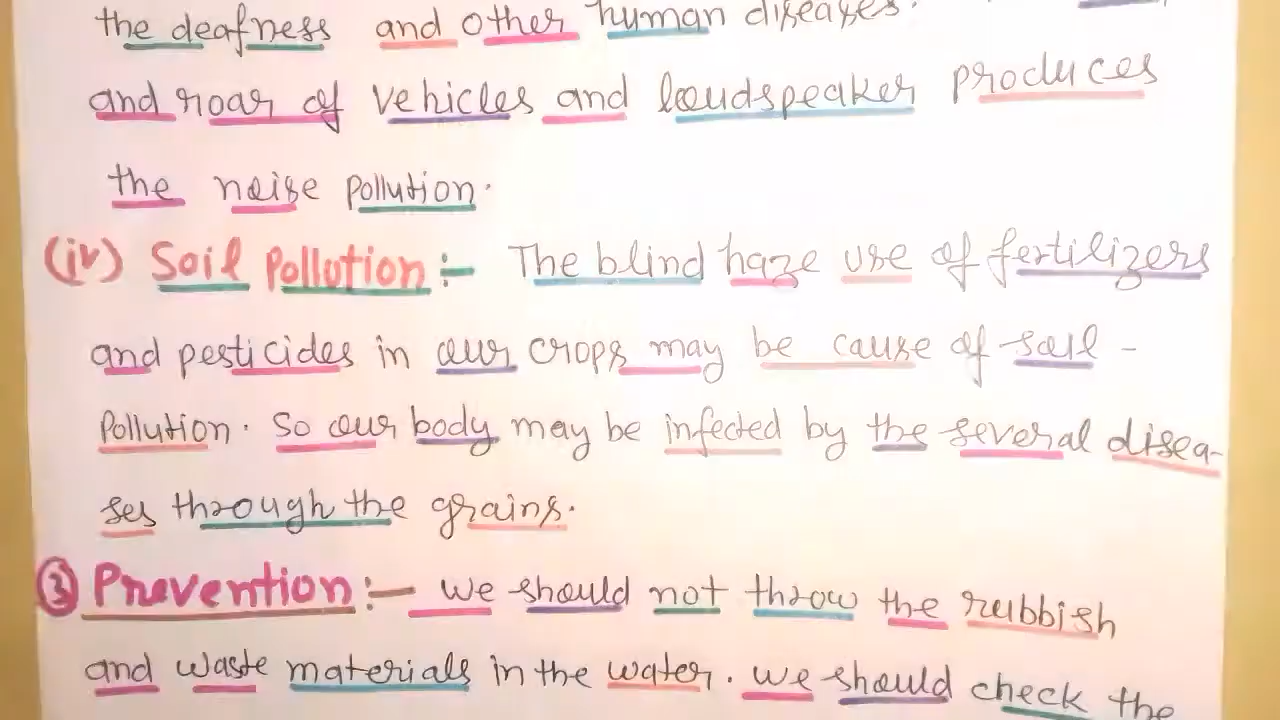 the deafness and other human diseases.
and roar of vehicles and loudspeaker produces
the noise pollution.
(iv) Soil Pollution :- The blind haze use of fertilizers
and pesticides in our crops may be cause of soil -
Pollution. So our body may be infected by the several disea-
ses through the grains.
③ Prevention :- we should not throw the rubbish
and waste materials in the water. we should check the